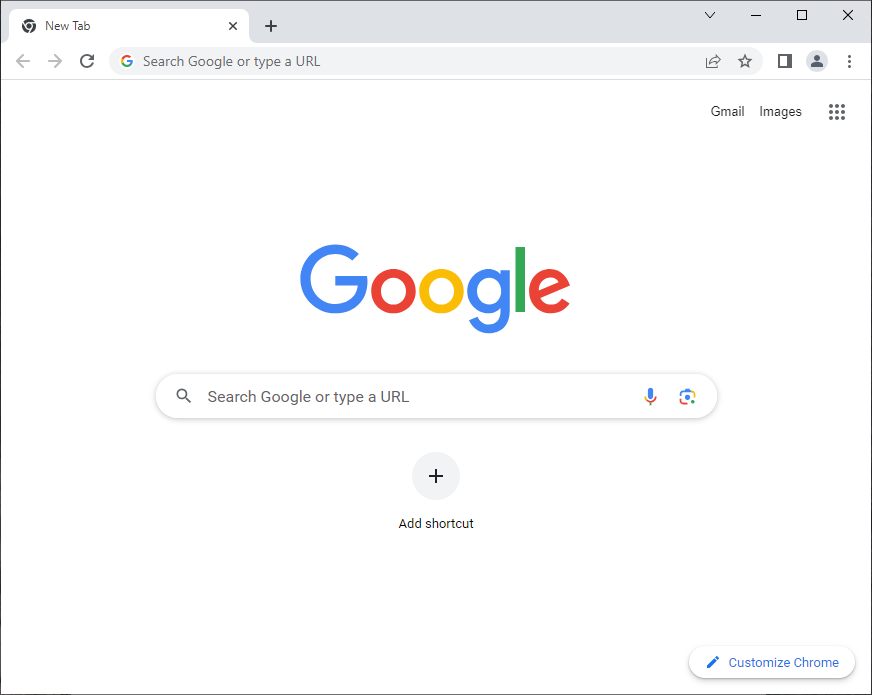 New Tab
Search Google or type a URL
Gmail Images
Google
Search Google or type a URL
Add shortcut
Customize Chrome